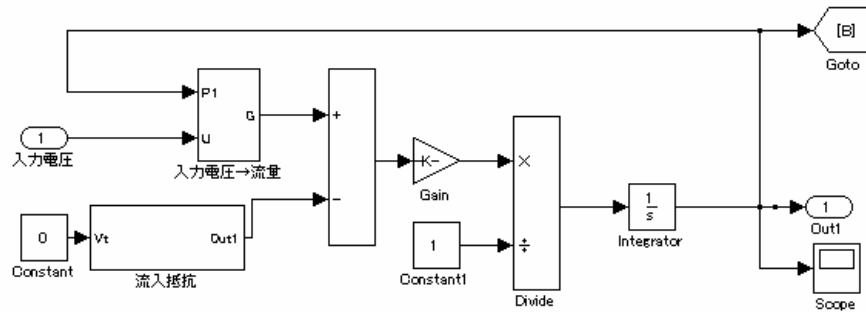 [B]
Goto
P1
U
G
1
入力電圧
入力電圧→流量
+
−
-K-
Gain
×
÷
1
s
Integrator
1
Out1
0
Constant
Vt
Out1
流入抵抗
1
Constant1
Divide
Scope